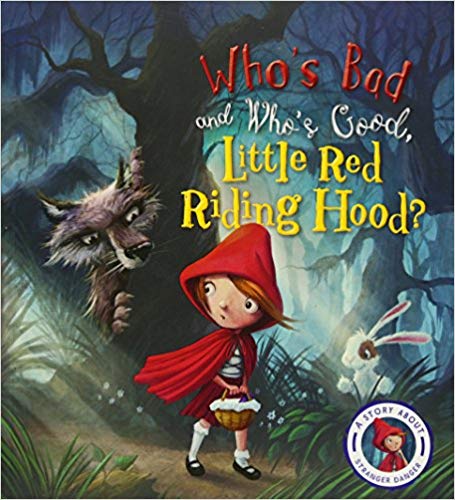 Who's Bad
and Who's Good,
Little Red
Riding Hood?
A STORY ABOUT
STRANGER DANGER